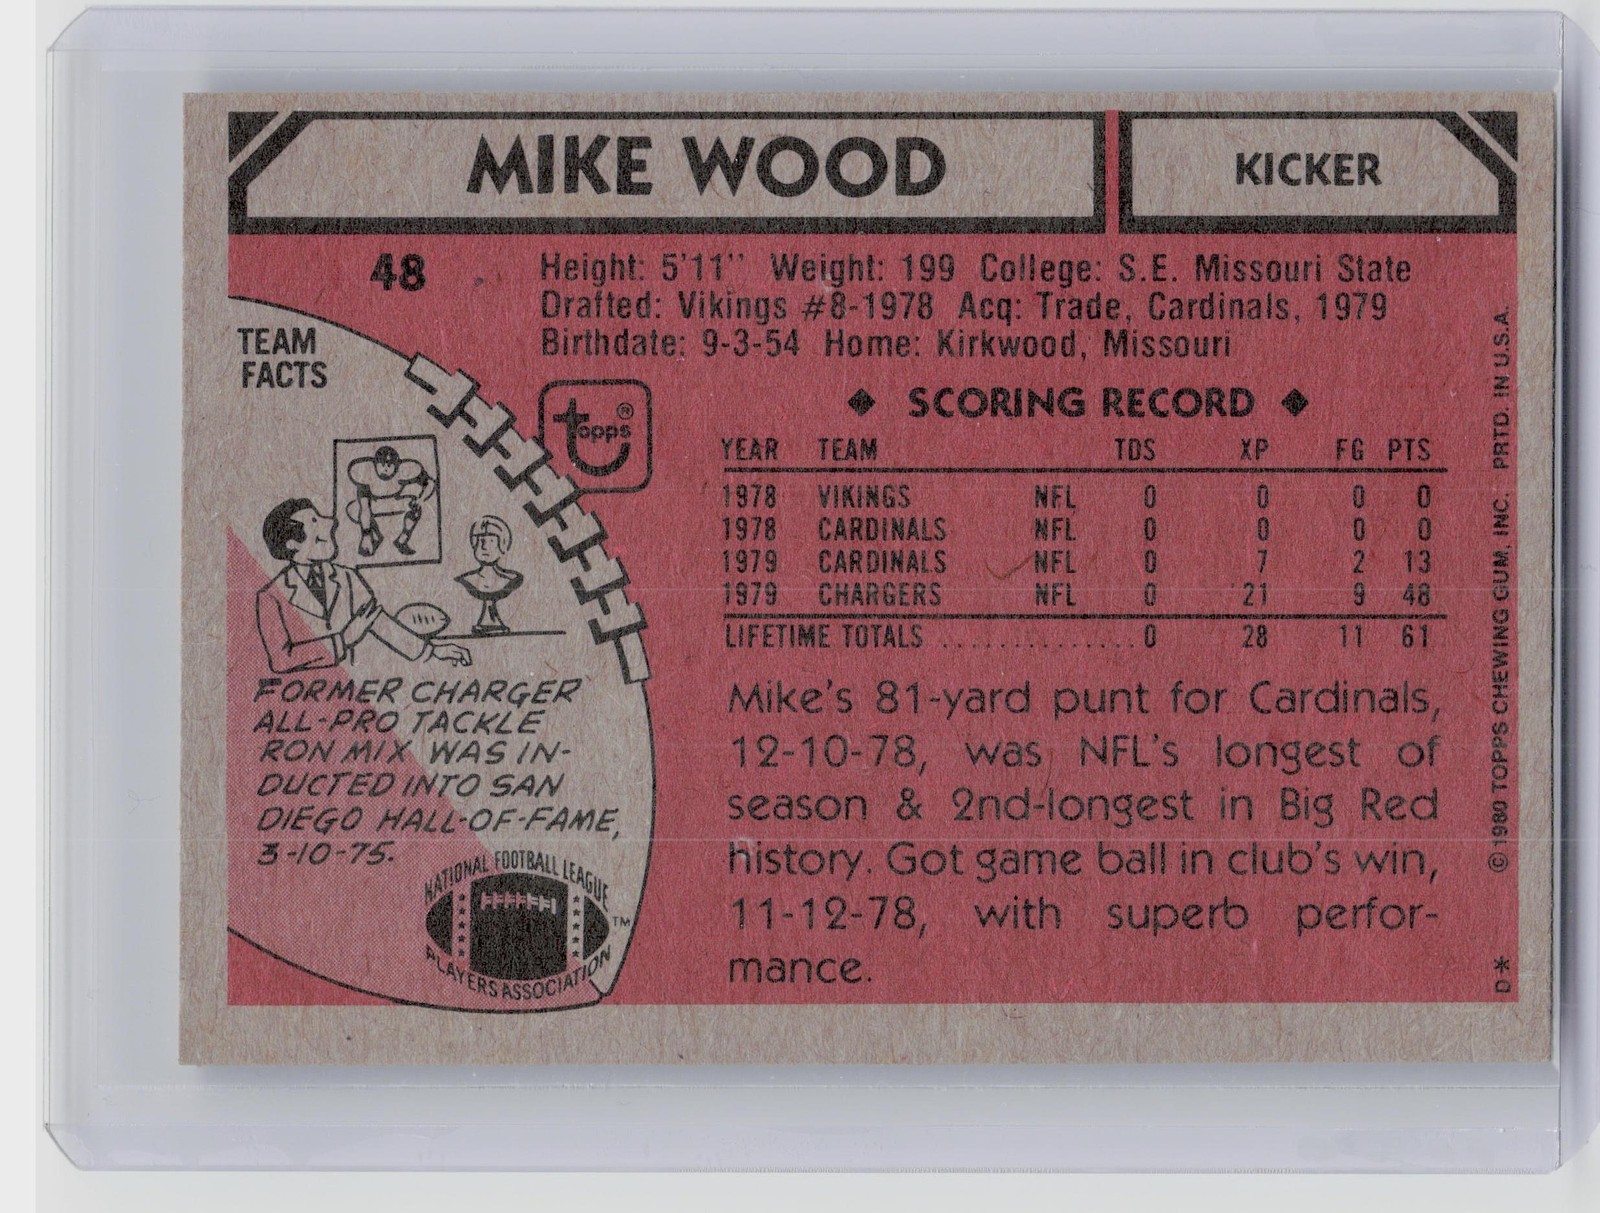 MIKE WOOD
KICKER
48
Height: 5'11" Weight: 199 College: S.E. Missouri State
Drafted: Vikings #8-1978 Acq: Trade, Cardinals, 1979
Birthdate: 9-3-54 Home: Kirkwood, Missouri
TEAM
FACTS
topps®
◆ SCORING RECORD ◆
YEAR TEAM TDS XP FG PTS
1978 VIKINGS NFL 0 0 0 0
1978 CARDINALS NFL 0 0 0 0
1979 CARDINALS NFL 0 7 2 13
1979 CHARGERS NFL 0 21 9 48
LIFETIME TOTALS ..............0 28 11 61
FORMER CHARGER
ALL-PRO TACKLE
RON MIX WAS IN-
DUCTED INTO SAN
DIEGO HALL-OF-FAME,
3-10-75.
NATIONAL FOOTBALL LEAGUE
PLAYERS ASSOCIATION
TM
Mike's 81-yard punt for Cardinals,
12-10-78, was NFL's longest of
season & 2nd-longest in Big Red
history. Got game ball in club's win,
11-12-78, with superb perfor-
mance.
D* © 1980 TOPPS CHEWING GUM, INC. PRTD. IN U.S.A.